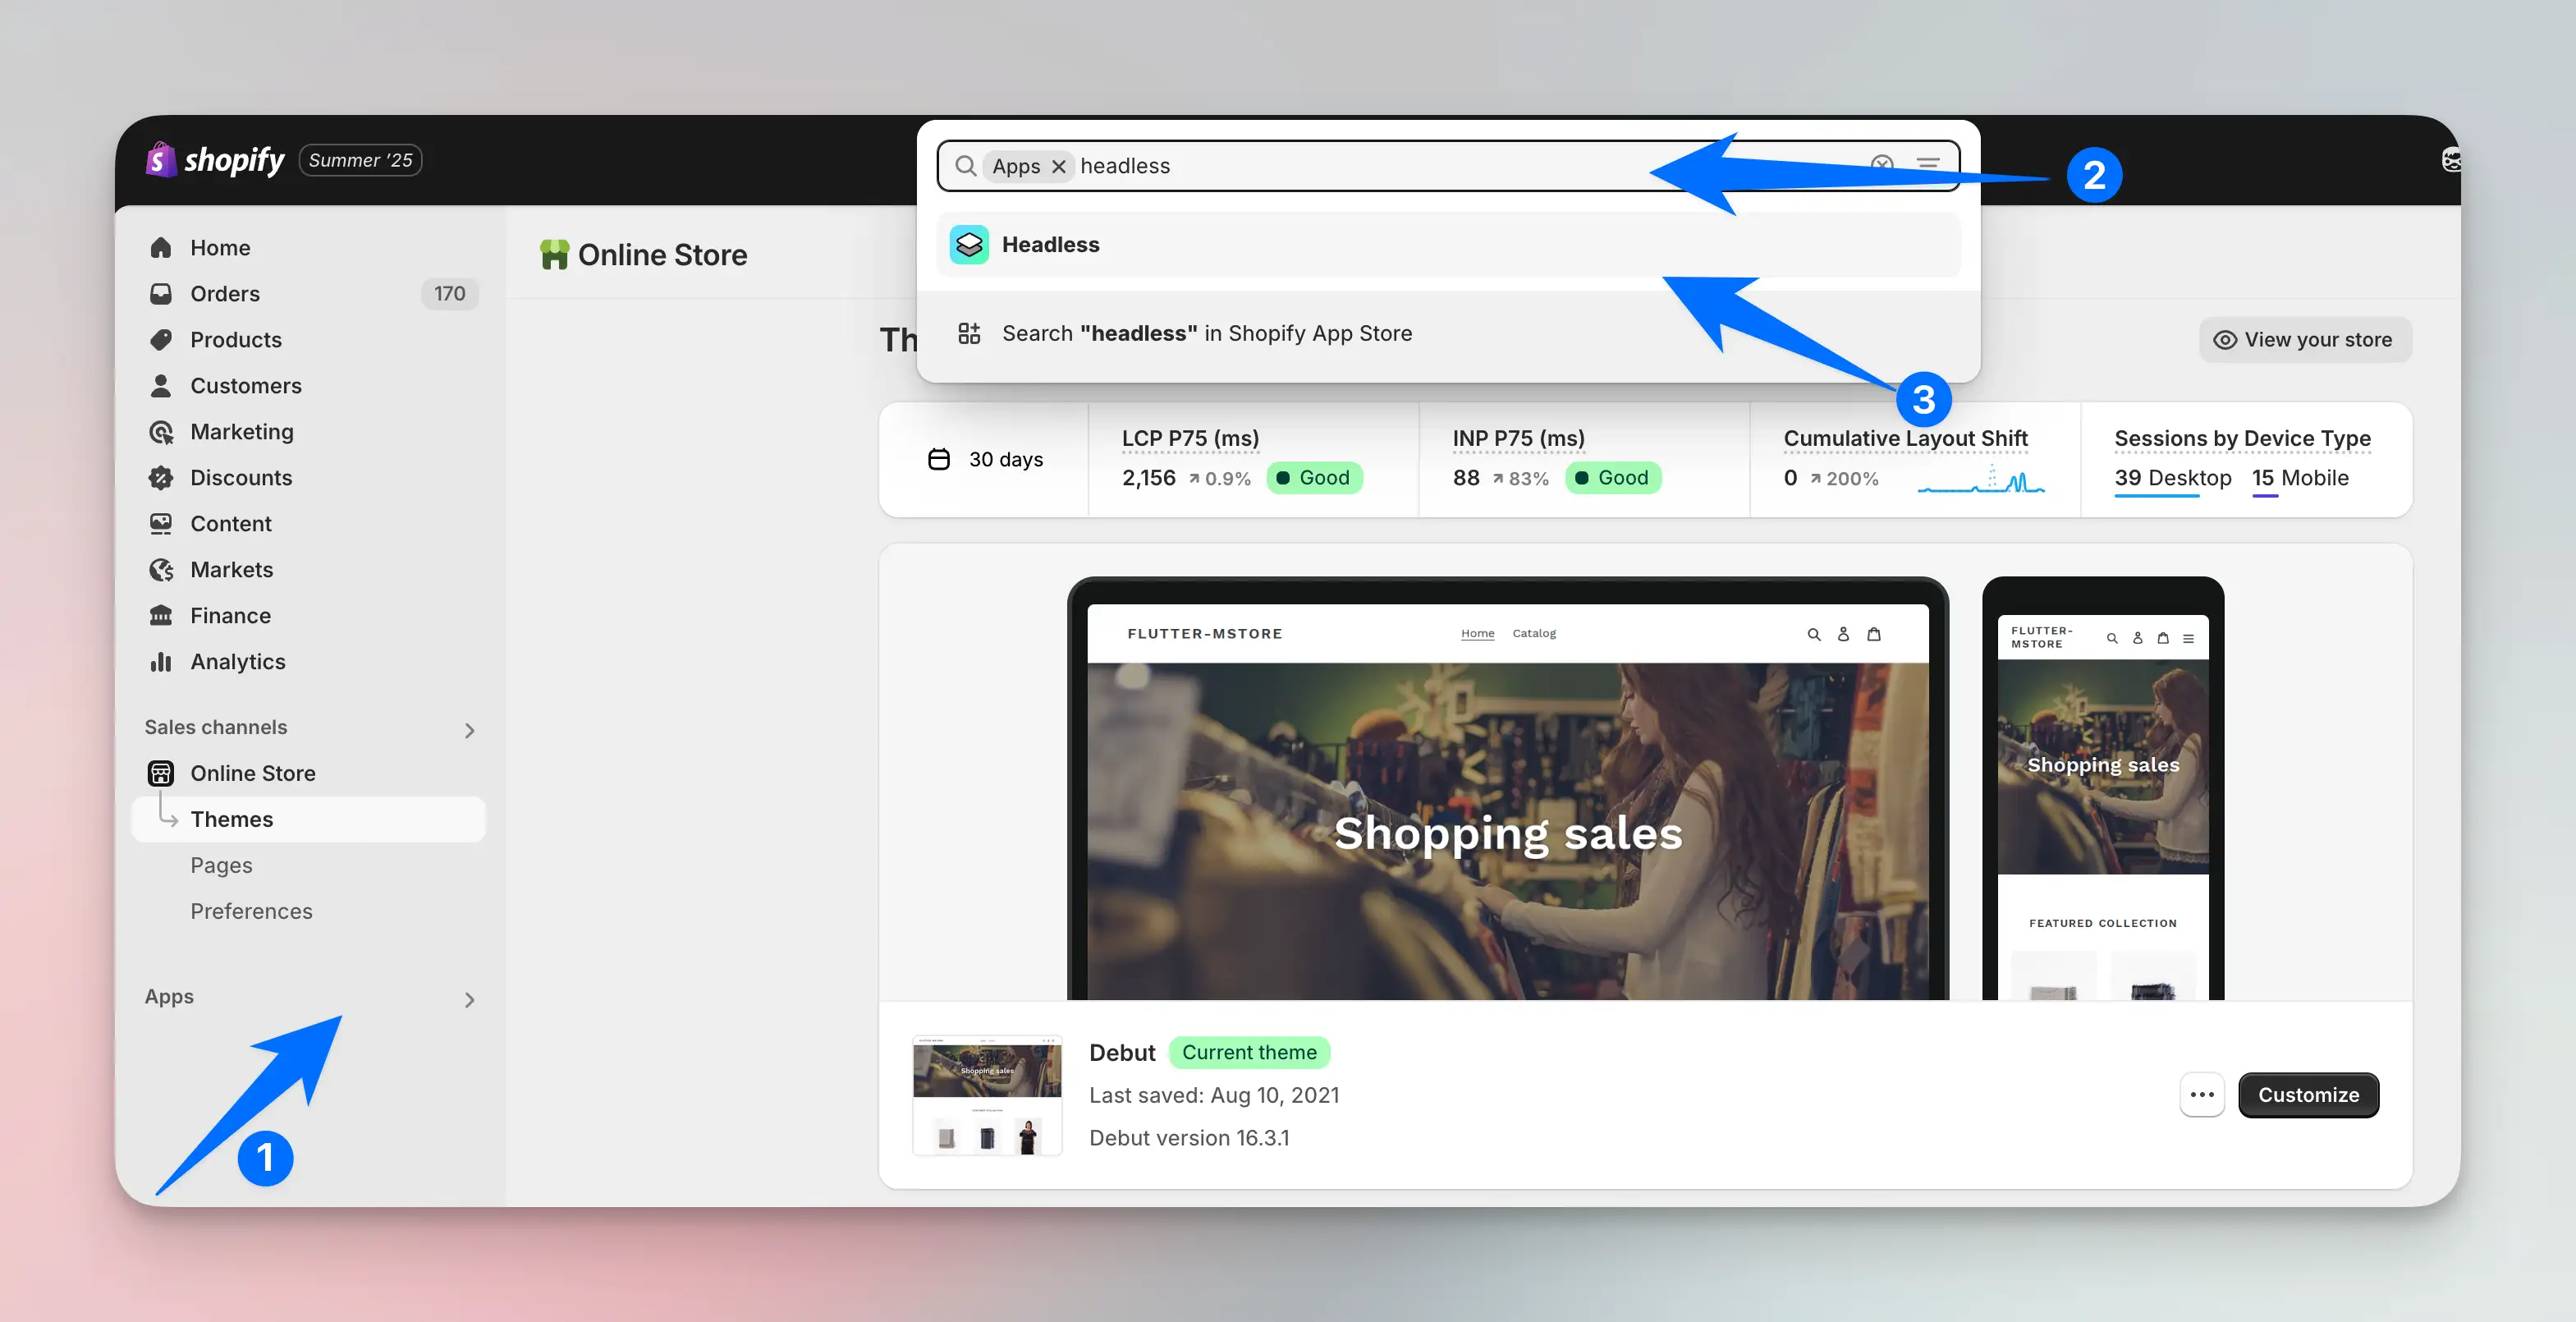 shopify Summer ’25
Apps headless
2
Headless
Search "headless" in Shopify App Store
3
Home
Orders 170
Products
Customers
Marketing
Discounts
Content
Markets
Finance
Analytics
Sales channels
Online Store
Themes
Pages
Preferences
Apps
1
Online Store
Th
View your store
30 days
LCP P75 (ms)
2,156 0.9% Good
INP P75 (ms)
88 83% Good
Cumulative Layout Shift
0 200%
Sessions by Device Type
39 Desktop 15 Mobile
FLUTTER-MSTORE Home Catalog
Shopping sales
FLUTTER-
MSTORE
Shopping sales
FEATURED COLLECTION
Shopping sales
Debut Current theme
Last saved: Aug 10, 2021
Debut version 16.3.1
Customize